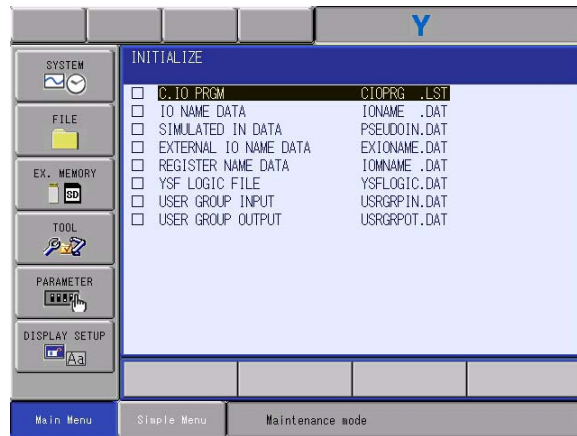 Y
SYSTEM
FILE
EX. MEMORY
SD
TOOL
PARAMETER
DISPLAY SETUP
Aa
INITIALIZE
C.IO PRGM CIOPRG .LST
IO NAME DATA IONAME .DAT
SIMULATED IN DATA PSEUDOIN.DAT
EXTERNAL IO NAME DATA EXIONAME.DAT
REGISTER NAME DATA IOMNAME .DAT
YSF LOGIC FILE YSFLOGIC.DAT
USER GROUP INPUT USRGRPIN.DAT
USER GROUP OUTPUT USRGRPOT.DAT
Main Menu
Simple Menu
Maintenance mode